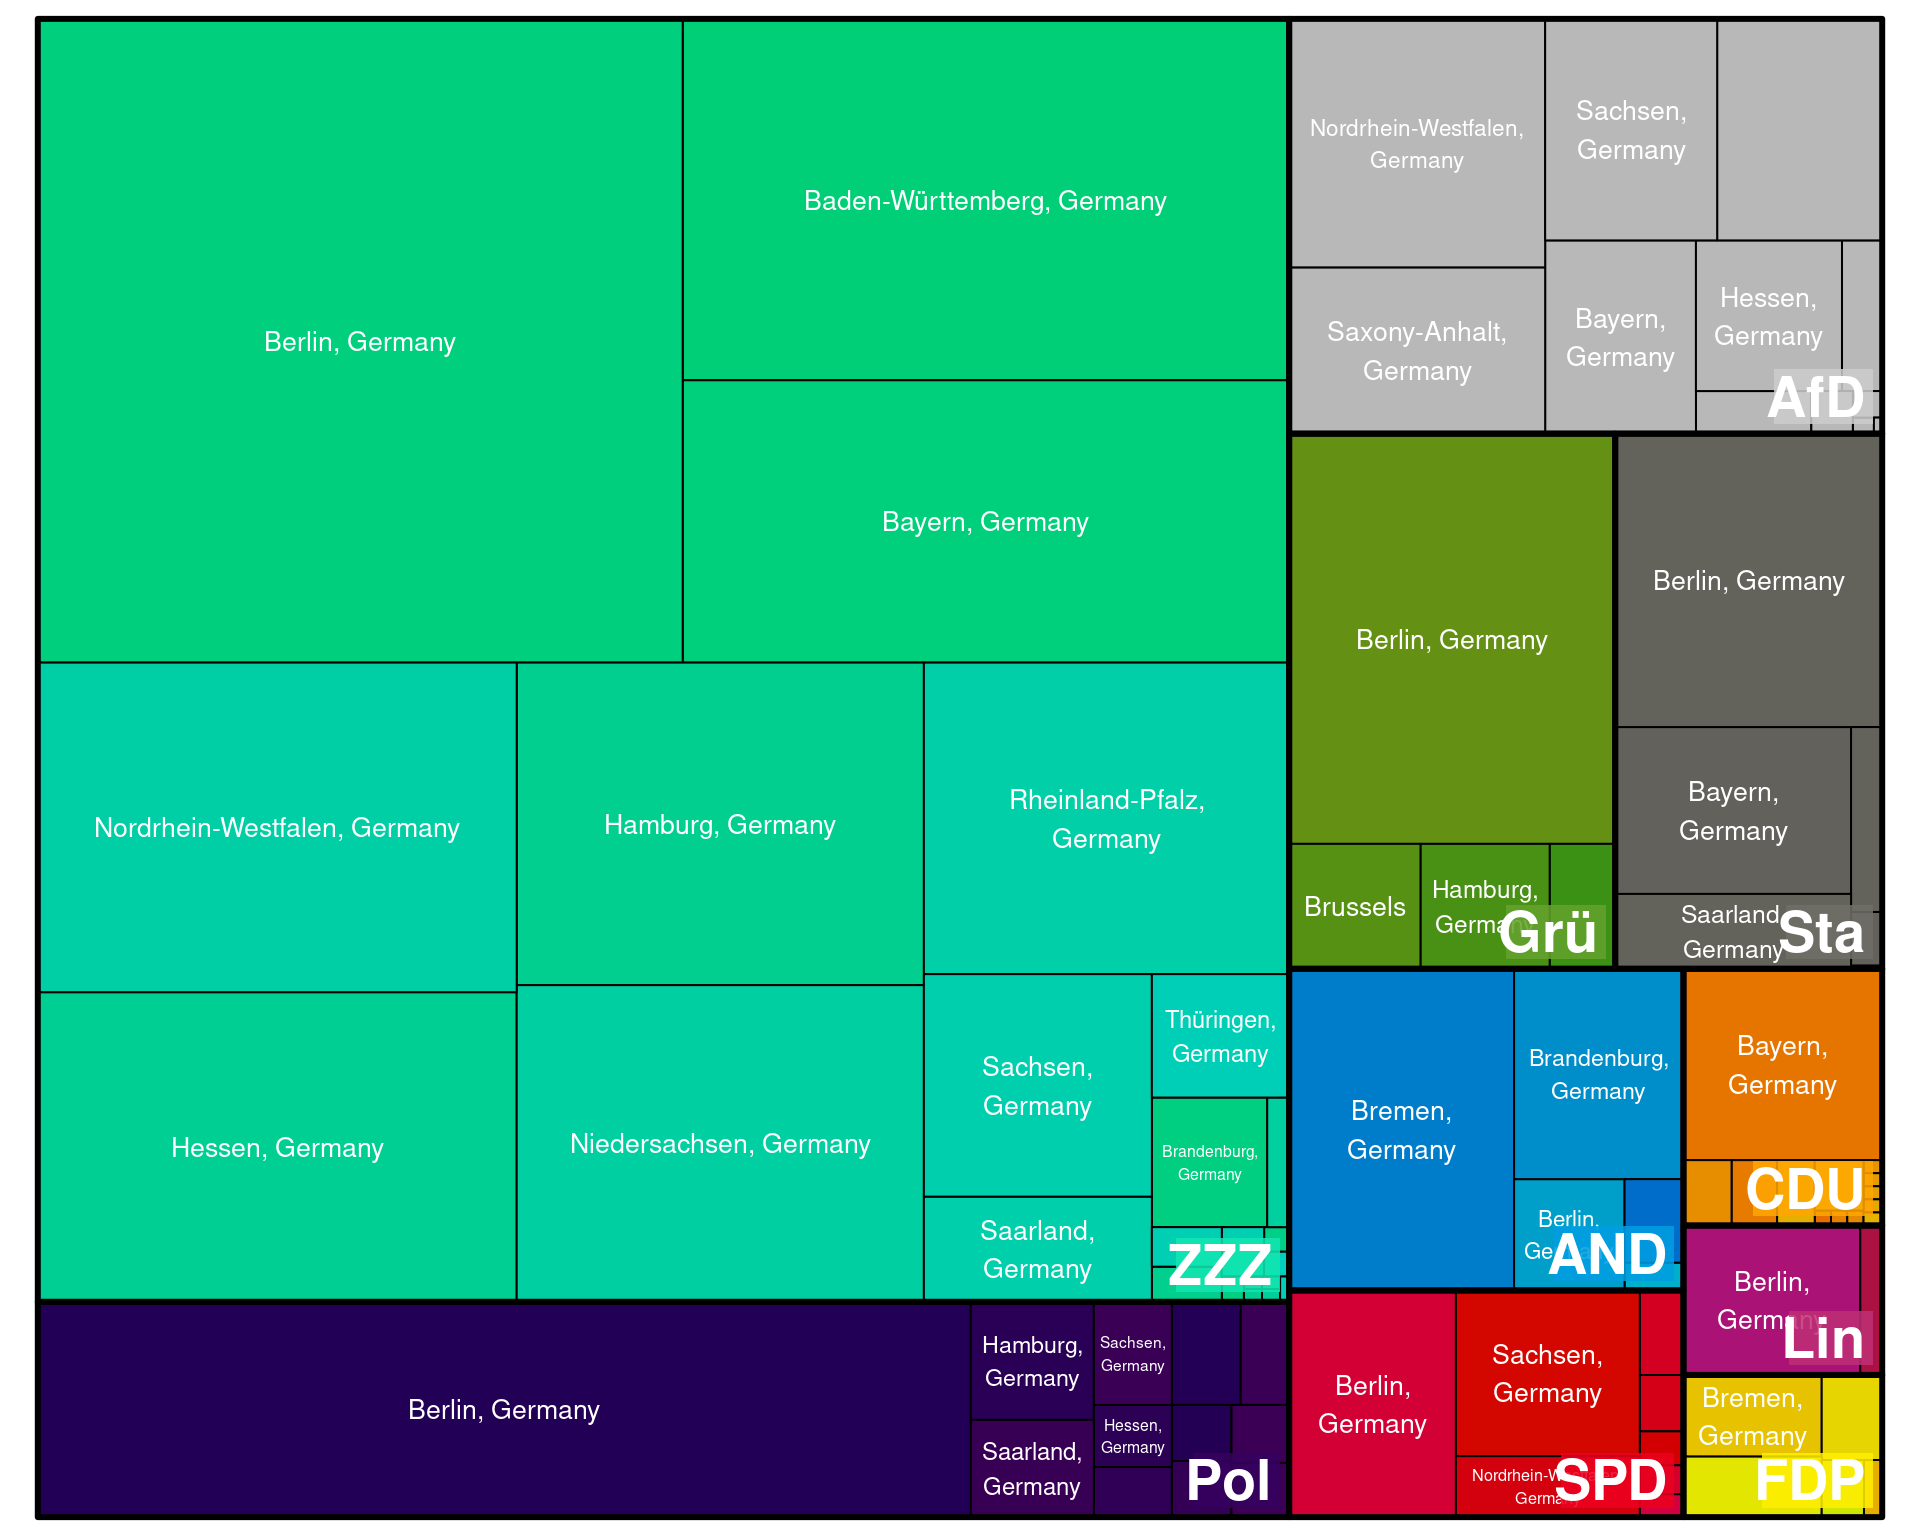 Berlin, Germany
Baden-Württemberg, Germany
Bayern, Germany
Nordrhein-Westfalen, Germany
Hamburg, Germany
Rheinland-Pfalz,
Germany
Hessen, Germany
Niedersachsen, Germany
Sachsen,
Germany
Thüringen,
Germany
Brandenburg,
Germany
Saarland,
Germany
ZZZ
Berlin, Germany
Hamburg,
Germany
Saarland,
Germany
Sachsen,
Germany
Hessen,
Germany
Pol
Nordrhein-Westfalen,
Germany
Sachsen,
Germany
Saxony-Anhalt,
Germany
Bayern,
Germany
Hessen,
Germany
AfD
Berlin, Germany
Brussels
Hamburg,
Germany
Grü
Berlin, Germany
Bayern,
Germany
Saarland
Germany
Sta
Bremen,
Germany
Brandenburg,
Germany
Berlin,
AND
Bayern,
Germany
CDU
Berlin,
Germany
Lin
Berlin,
Germany
Sachsen,
Germany
SPD
Bremen,
Germany
FDP